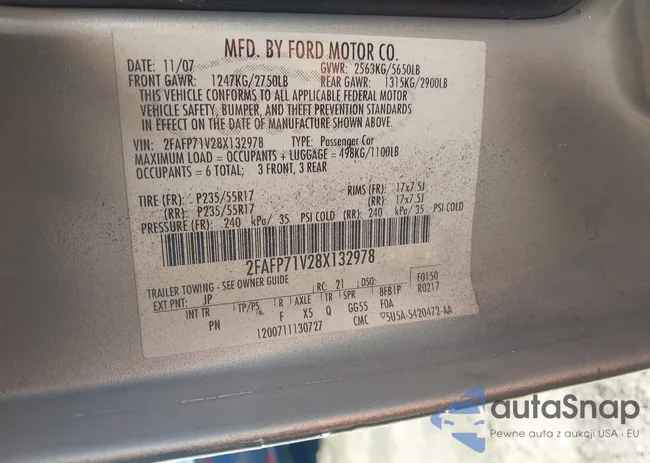 MFD. BY FORD MOTOR CO.
DATE: 11/07 GVWR: 2563KG/5650LB
FRONT GAWR: 1247KG/2750LB REAR GAWR: 1315KG/2900LB
THIS VEHICLE CONFORMS TO ALL APPLICABLE FEDERAL MOTOR
VEHICLE SAFETY, BUMPER, AND THEFT PREVENTION STANDARDS
IN EFFECT ON THE DATE OF MANUFACTURE SHOWN ABOVE.
VIN: 2FAFP71V28X132978 TYPE: Passenger Car
MAXIMUM LOAD = OCCUPANTS + LUGGAGE = 498KG/1100LB
OCCUPANTS = 6 TOTAL; 3 FRONT, 3 REAR
TIRE (FR): P235/55R17 RIMS (FR): 17x7.5J
(RR): P235/55R17 (RR): 17x7.5J
PRESSURE (FR): 240 kPa/ 35 PSI COLD (RR): 240 kPa/ 35 PSI COLD
2FAFP71V28X132978
TRAILER TOWING - SEE OWNER GUIDE
EXT PNT: JP RC: 21 DSO: F0150
INT TR TP/PS R AXLE TR SPR 8FB1P R0217
PN F X5 Q GG55 F0A
1200711130727 CMC 5U5A-5420472-AA
autaSnap
Pewne auta z aukcji USA i EU